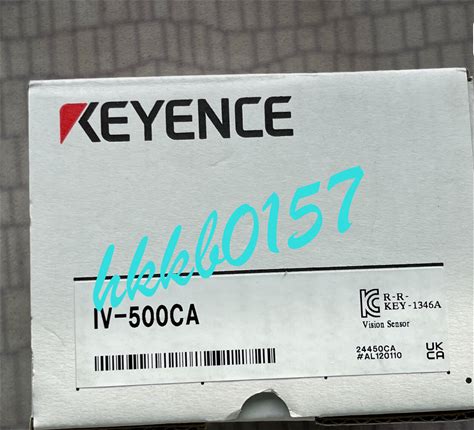 KEYENCE
hkkb0157
IV-500CA
R-R-
KEY-1346A
Vision Sensor
24450CA
#AL120110
UK
CA